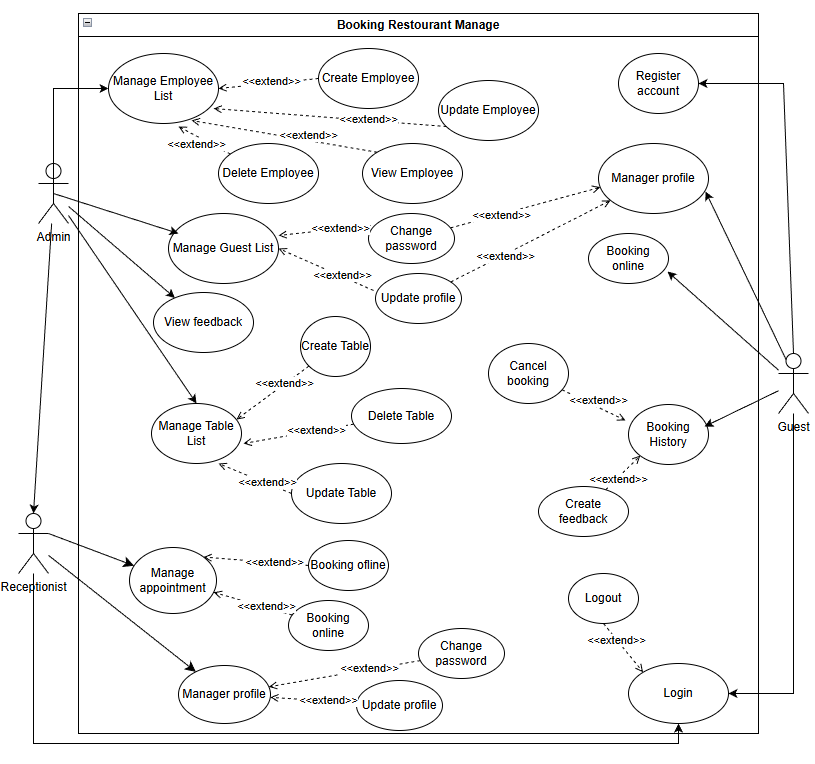 Booking Restourant Manage
Manage Employee
List
<<extend>>
Create Employee
Register
account
Update Employee
<<extend>>
<<extend>>
<<extend>>
Delete Employee
View Employee
Manager profile
Admin
Manage Guest List
<<extend>>
Change
password
<<extend>>
Booking
online
<<extend>>
<<extend>>
Update profile
View feedback
Create Table
<<extend>>
Cancel
booking
<<extend>>
Delete Table
Manage Table
List
<<extend>>
Booking
History
Guest
<<extend>>
Update Table
<<extend>>
Create
feedback
Receptionist
Manage
appointment
<<extend>>
Booking ofline
<<extend>>
Booking
online
Logout
<<extend>>
Change
password
<<extend>>
Manager profile
<<extend>>
Update profile
Login